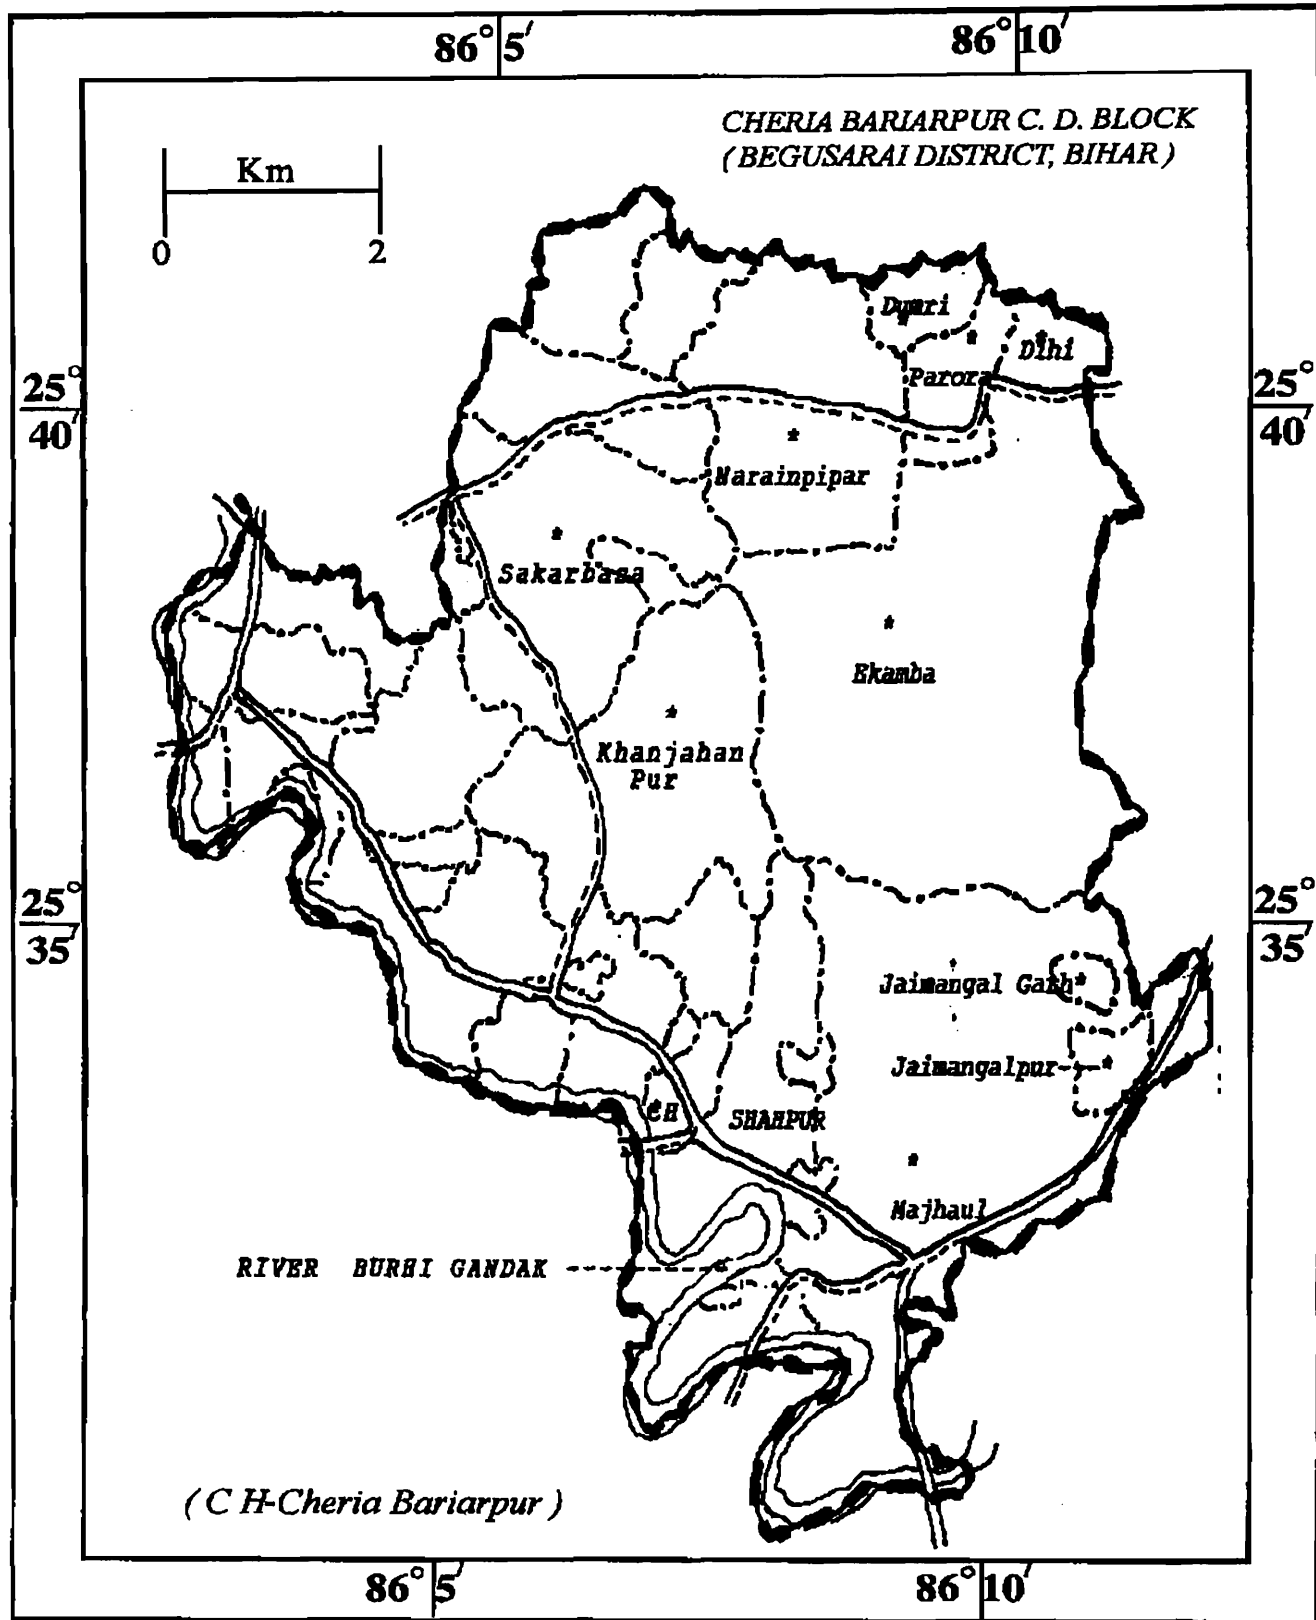 86°5′
86°10′
CHERIA BARIARPUR C. D. BLOCK
( BEGUSARAI DISTRICT, BIHAR )
Km
0
2
Dumri
Dihi
Parora
25°
40′
25°
40′
Narainpipar
Sakarbasa
Ekamba
Khanjahan
Pur
25°
35′
25°
35′
Jaimangal Garh
Jaimangalpur
CH
SHAHPUR
Majhaul
RIVER BURHI GANDAK
( C H-Cheria Bariarpur )
86°5′
86°10′